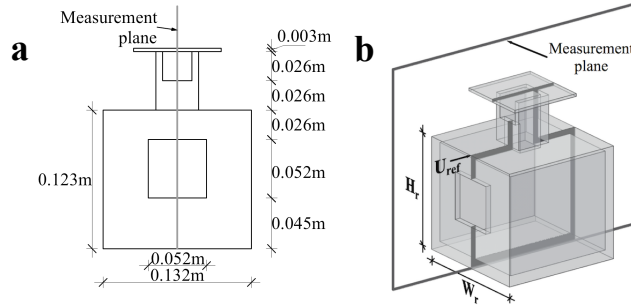 a
Measurement
plane
0.003m
0.026m
0.026m
0.026m
0.123m
0.052m
0.045m
0.052m
0.132m
b
Measurement
plane
Uref
Hr
Wr